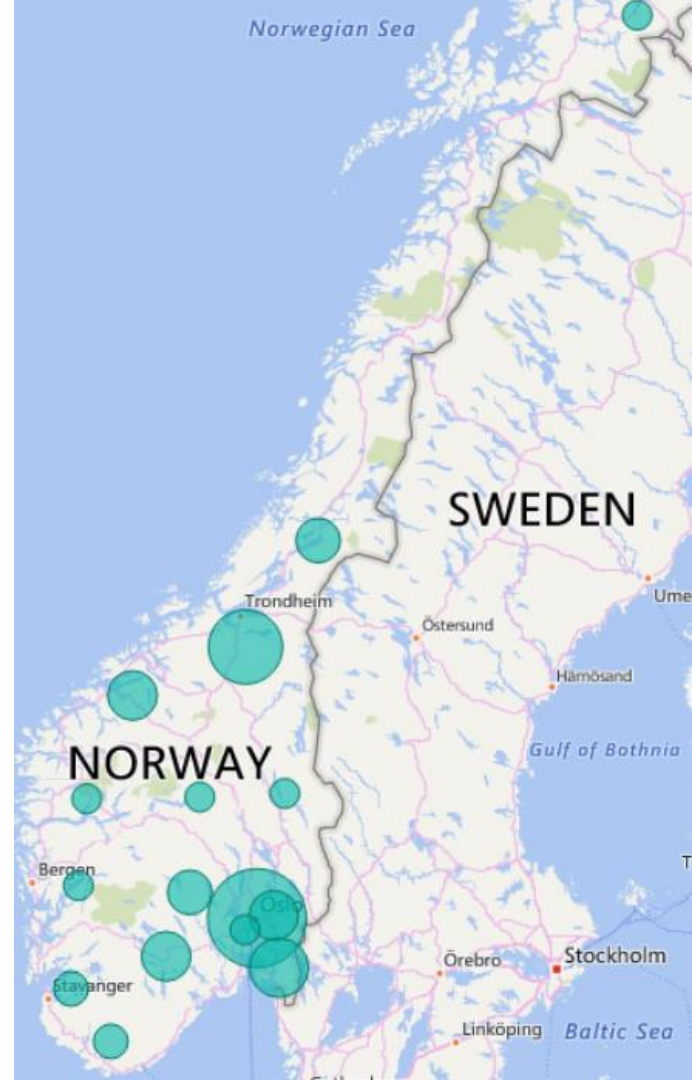 Norwegian Sea
SWEDEN
Trondheim
Ume
Östersund
Härnösand
Gulf of Bothnia
NORWAY
T
Bergen
Oslo
Stockholm
Örebro
Stavanger
Linköping
Baltic Sea